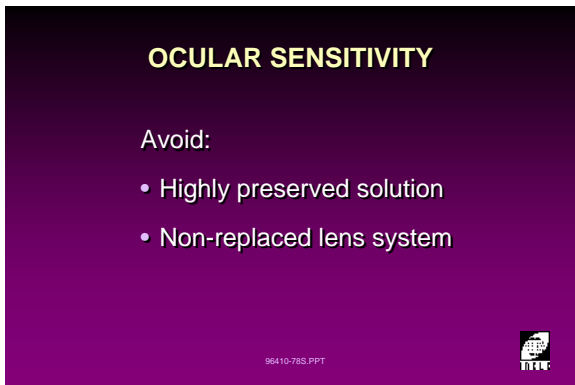 OCULAR SENSITIVITY
Avoid:
• Highly preserved solution
• Non-replaced lens system
96410-78S.PPT